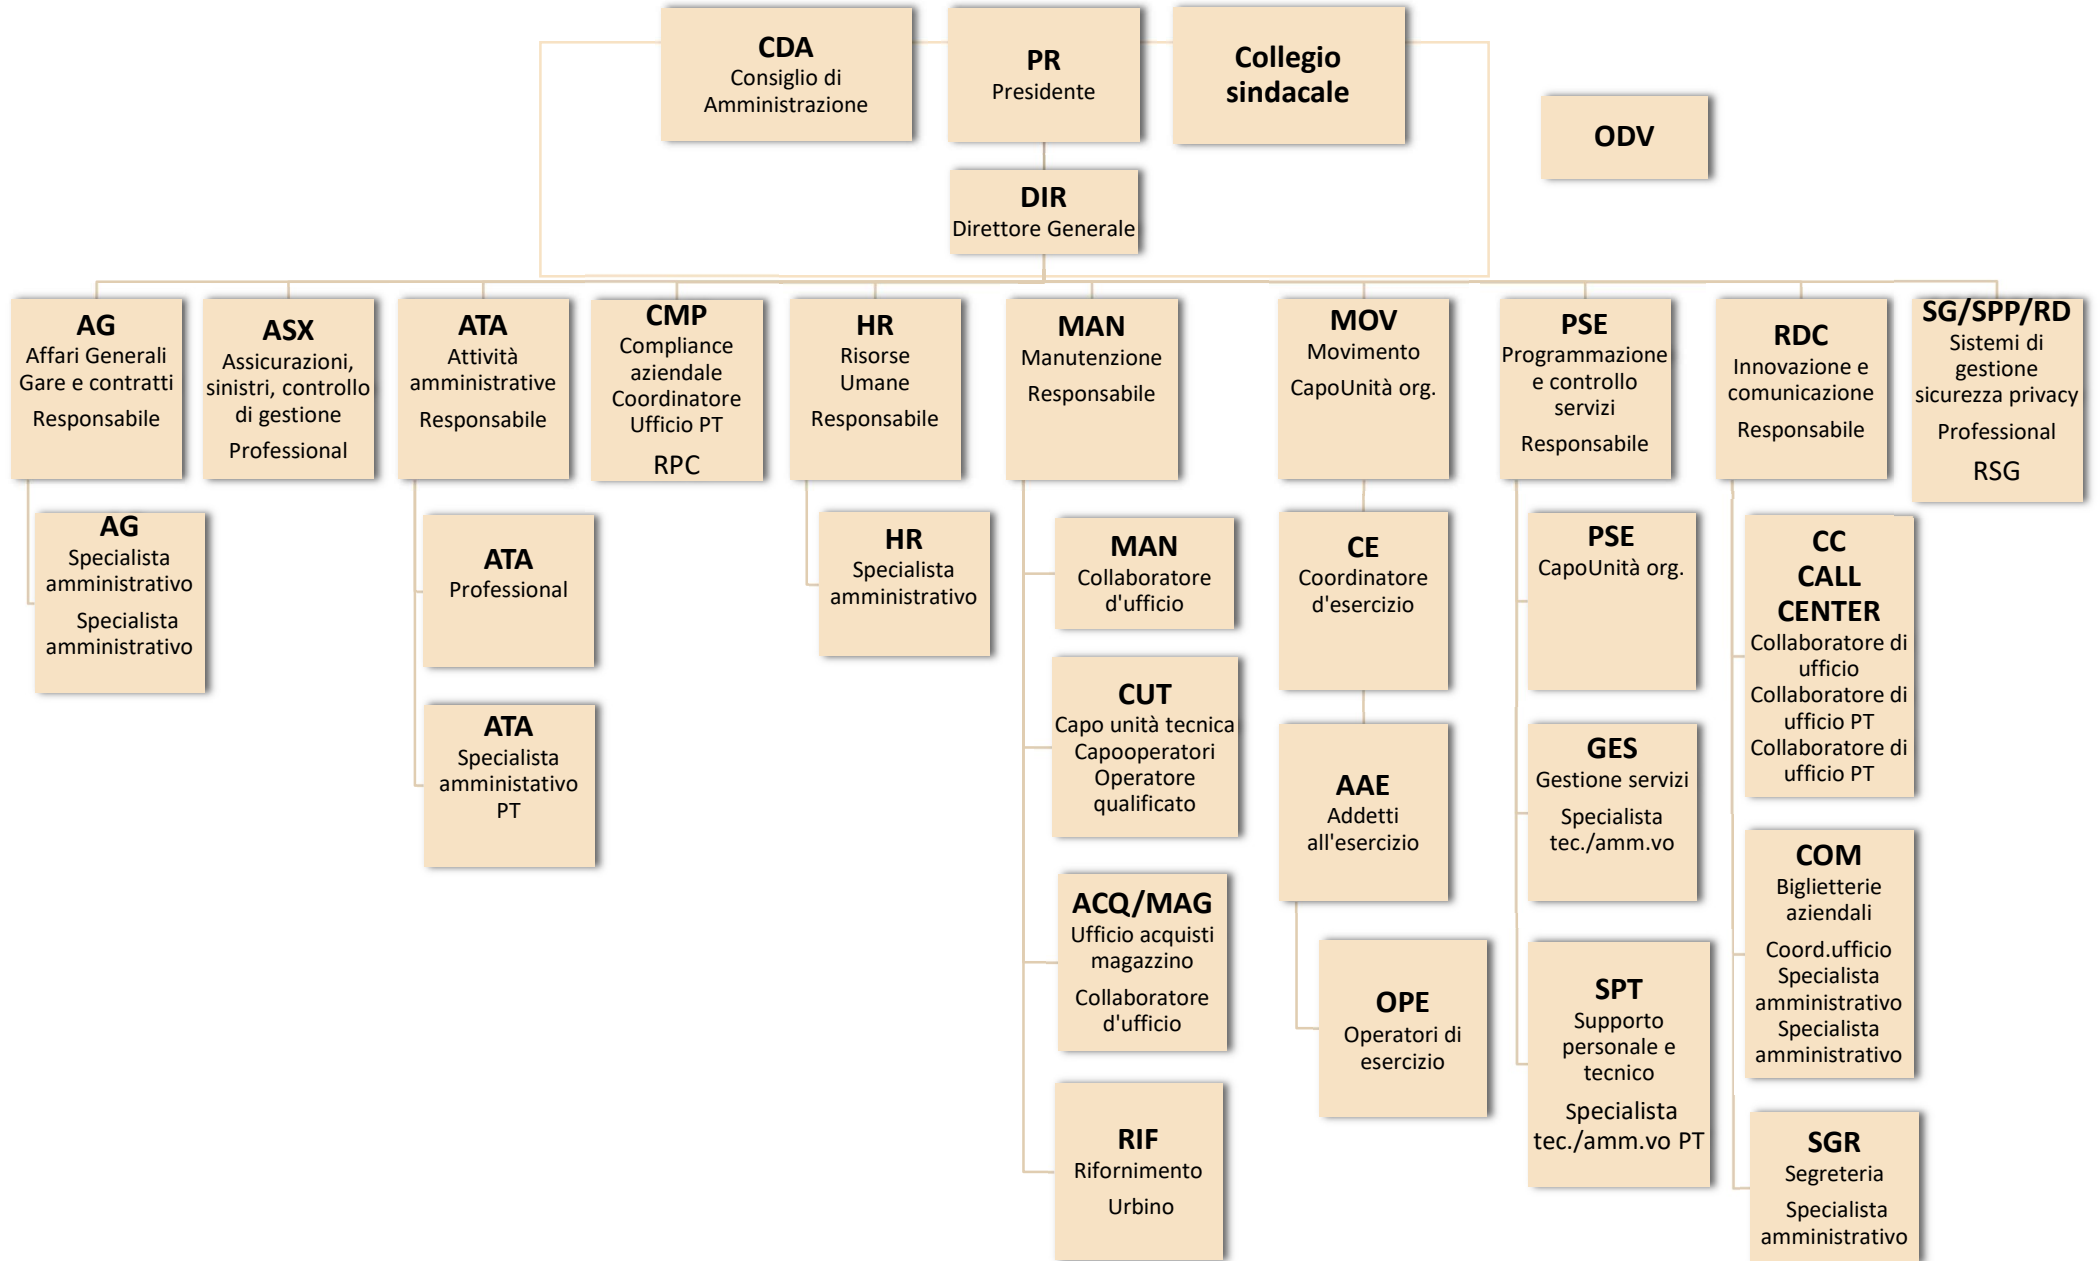 CDA
Consiglio di
Amministrazione
PR
Presidente
Collegio
sindacale
ODV
DIR
Direttore Generale
AG
Affari Generali
Gare e contratti
Responsabile
ASX
Assicurazioni,
sinistri, controllo
di gestione
Professional
ATA
Attività
amministrative
Responsabile
CMP
Compliance
aziendale
Coordinatore
Ufficio PT
RPC
HR
Risorse
Umane
Responsabile
MAN
Manutenzione
Responsabile
MOV
Movimento
CapoUnità org.
PSE
Programmazione
e controllo
servizi
Responsabile
RDC
Innovazione e
comunicazione
Responsabile
SG/SPP/RD
Sistemi di
gestione
sicurezza privacy
Professional
RSG
AG
Specialista
amministrativo
Specialista
amministrativo
ATA
Professional
ATA
Specialista
amministativo
PT
HR
Specialista
amministrativo
MAN
Collaboratore
d'ufficio
CUT
Capo unità tecnica
Capooperatori
Operatore
qualificato
ACQ/MAG
Ufficio acquisti
magazzino
Collaboratore
d'ufficio
RIF
Rifornimento
Urbino
CE
Coordinatore
d'esercizio
AAE
Addetti
all'esercizio
OPE
Operatori di
esercizio
PSE
CapoUnità org.
GES
Gestione servizi
Specialista
tec./amm.vo
SPT
Supporto
personale e
tecnico
Specialista
tec./amm.vo PT
CC
CALL
CENTER
Collaboratore di
ufficio
Collaboratore di
ufficio PT
Collaboratore di
ufficio PT
COM
Biglietterie
aziendali
Coord.ufficio
Specialista
amministrativo
Specialista
amministrativo
SGR
Segreteria
Specialista
amministrativo